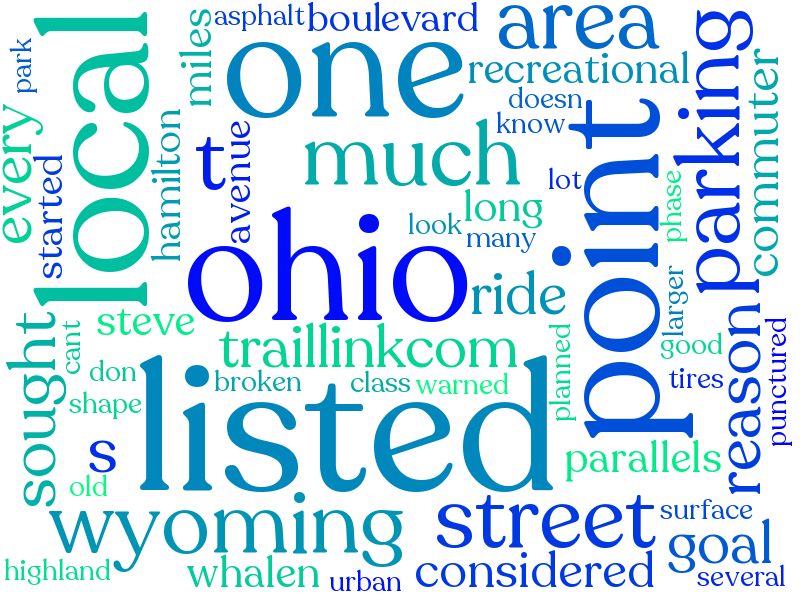 asphalt
boulevard
area
park
miles
local
one
recreational
parking
doesn
know
every
hamilton
t
avenue
much
point
commuter
started
lot
long
look
many
phase
ohio
ride
larger
steve
traillinkcom
sought
cant
good
reason
punctured
don
broken
class
warned
planned
tires
shape
listed
s
parallels
old
wyoming
street
surface
goal
highland
whalen
urban
considered
several